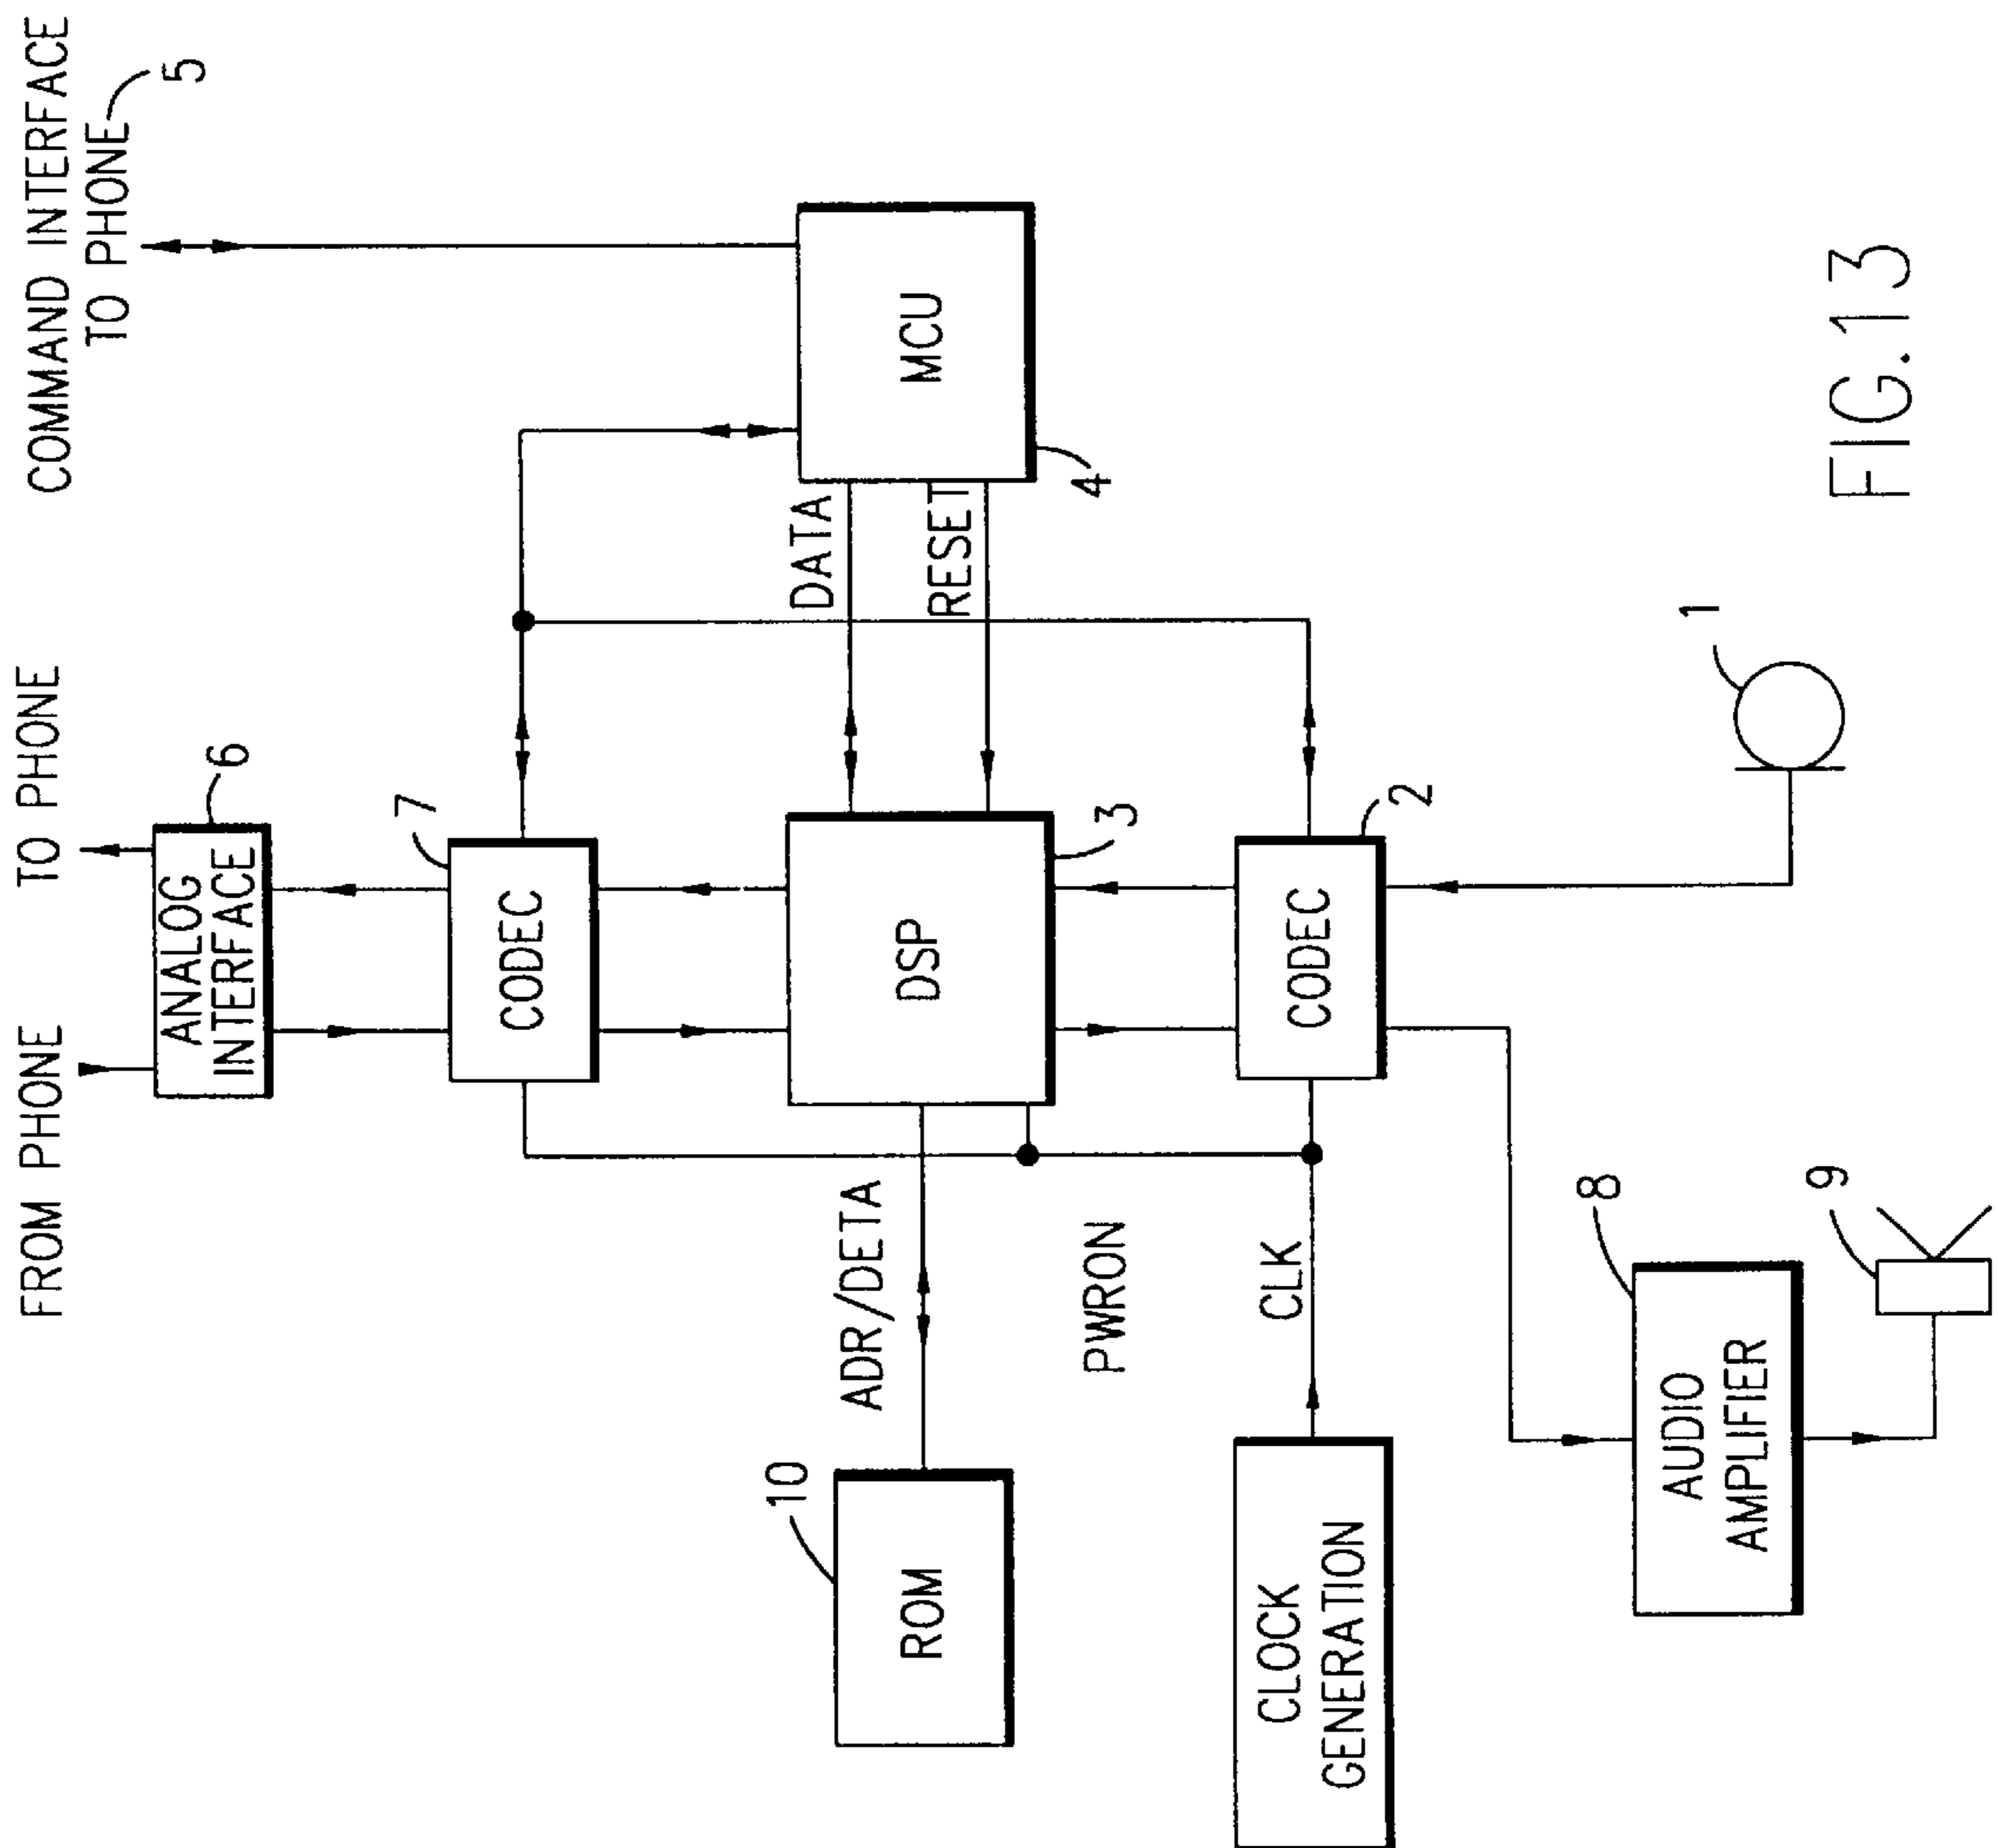 COMMAND INTERFACE
TO PHONE
5
TO PHONE
FROM PHONE
6
ANALOG
INTERFACE
7
CODEC
MCU
4
DATA
RESET
DSP
3
ADR/DETA
10
ROM
PWRON
CODEC
2
CLK
CLOCK
GENERATION
1
8
AUDIO
AMPLIFIER
9
FIG.13